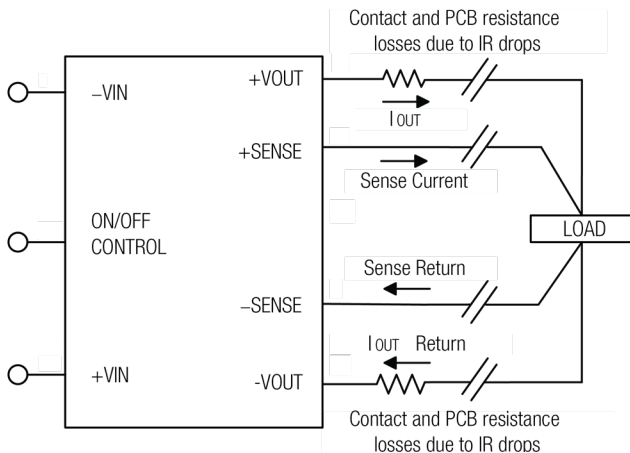 Contact and PCB resistance
losses due to IR drops
+VOUT
–VIN
IOUT
+SENSE
Sense Current
ON/OFF
CONTROL
LOAD
Sense Return
–SENSE
IOUT Return
+VIN
-VOUT
Contact and PCB resistance
losses due to IR drops